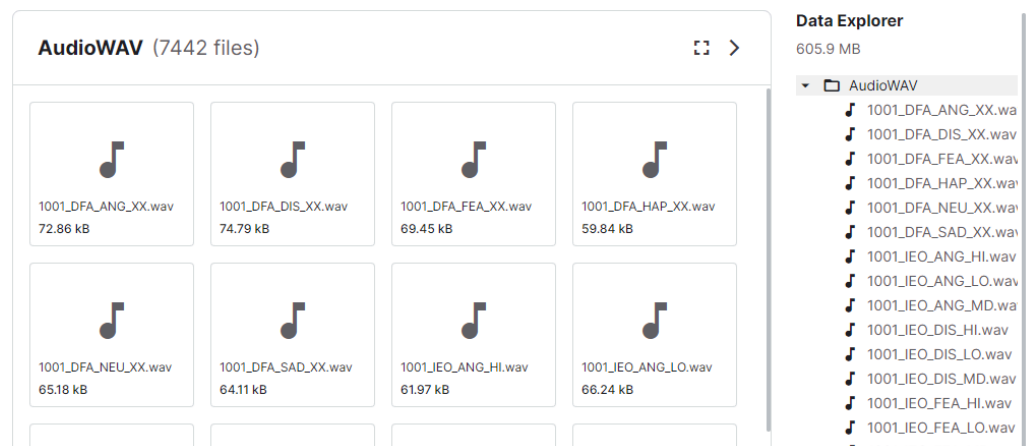 AudioWAV (7442 files)
1001_DFA_ANG_XX.wav
72.86 kB
1001_DFA_DIS_XX.wav
74.79 kB
1001_DFA_FEA_XX.wav
69.45 kB
1001_DFA_HAP_XX.wav
59.84 kB
1001_DFA_NEU_XX.wav
65.18 kB
1001_DFA_SAD_XX.wav
64.11 kB
1001_IEO_ANG_HI.wav
61.97 kB
1001_IEO_ANG_LO.wav
66.24 kB
Data Explorer
605.9 MB
AudioWAV
1001_DFA_ANG_XX.wa
1001_DFA_DIS_XX.wav
1001_DFA_FEA_XX.wav
1001_DFA_HAP_XX.wav
1001_DFA_NEU_XX.wav
1001_DFA_SAD_XX.wav
1001_IEO_ANG_HI.wav
1001_IEO_ANG_LO.wav
1001_IEO_ANG_MD.wa
1001_IEO_DIS_HI.wav
1001_IEO_DIS_LO.wav
1001_IEO_DIS_MD.wav
1001_IEO_FEA_HI.wav
1001_IEO_FEA_LO.wav